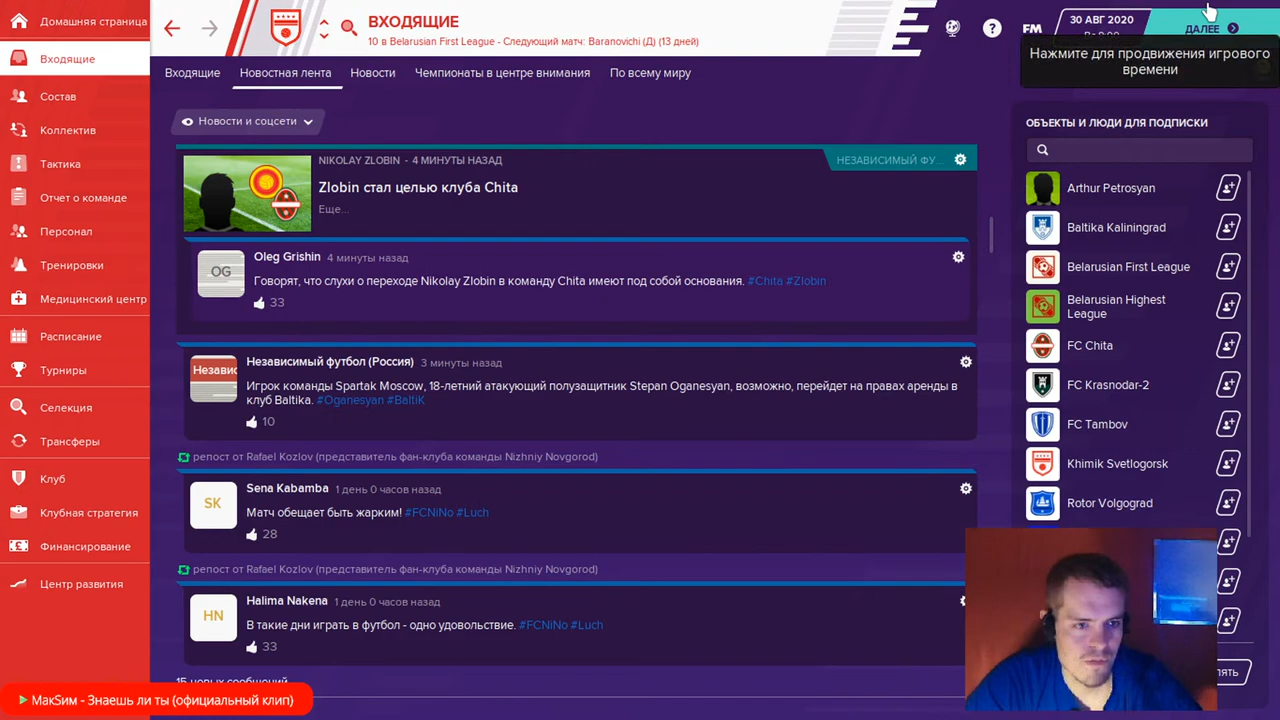 Домашняя страница
Входящие
Состав
Коллектив
Тактика
Отчет о команде
Персонал
Тренировки
Медицинский центр
Расписание
Турниры
Селекция
Трансферы
Клуб
Клубная стратегия
Финансирование
Центр развития
ВХОДЯЩИЕ
10 в Belarusian First League - Следующий матч: Baranovichi (Д) (13 дней)
?
FM
30 АВГ 2020
ДАЛЕЕ
Нажмите для продвижения игрового
времени
Входящие
Новостная лента
Новости
Чемпионаты в центре внимания
По всему миру
Новости и соцсети
NIKOLAY ZLOBIN - 4 МИНУТЫ НАЗАД
НЕЗАВИСИМЫЙ ФУ...
Zlobin стал целью клуба Chita
Еще...
OG
Oleg Grishin 4 минуты назад
Говорят, что слухи о переходе Nikolay Zlobin в команду Chita имеют под собой основания. #Chita #Zlobin
33
Независ
Независимый футбол (Россия) 3 минуты назад
Игрок команды Spartak Moscow, 18-летний атакующий полузащитник Stepan Oganesyan, возможно, перейдет на правах аренды в
клуб Baltika. #Oganesyan #BaltiK
10
репост от Rafael Kozlov (представитель фан-клуба команды Nizhniy Novgorod)
SK
Sena Kabamba 1 день 0 часов назад
Матч обещает быть жарким! #FCNiNo #Luch
28
репост от Rafael Kozlov (представитель фан-клуба команды Nizhniy Novgorod)
HN
Halima Nakena 1 день 0 часов назад
В такие дни играть в футбол - одно удовольствие. #FCNiNo #Luch
33
15 новых сообщений
ОБЪЕКТЫ И ЛЮДИ ДЛЯ ПОДПИСКИ
Arthur Petrosyan
Baltika Kaliningrad
Belarusian First League
Belarusian Highest
League
FC Chita
FC Krasnodar-2
FC Tambov
Khimik Svetlogorsk
Rotor Volgograd
МакSим - Знаешь ли ты (официальный клип)